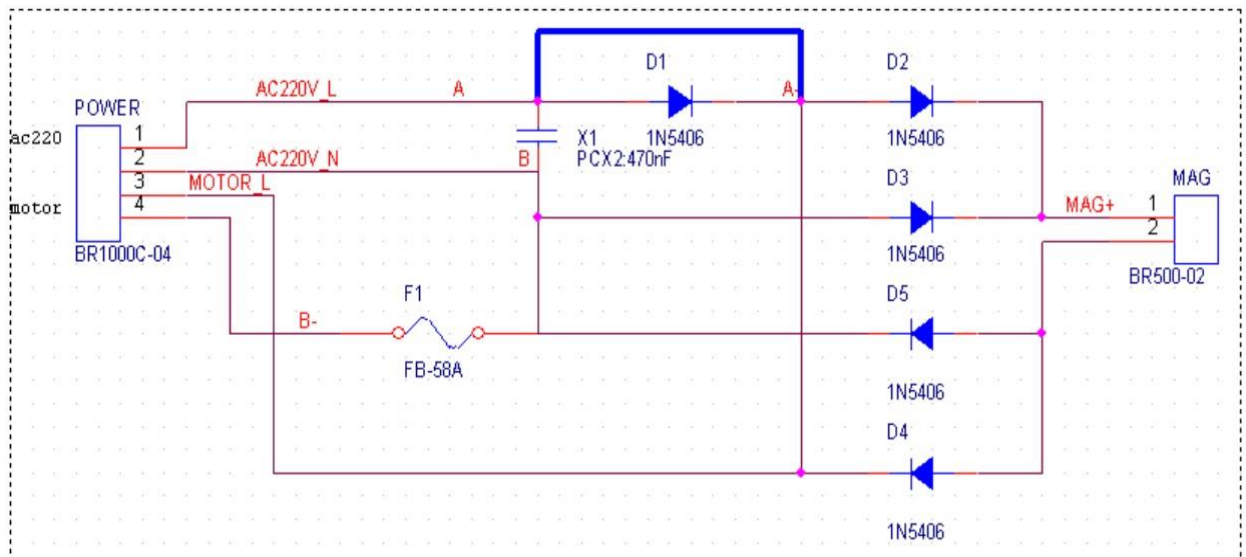 D1
D2
AC220V_L
A
A-
POWER
ac220
1
1N5406
1N5406
X1
PCX2:470nF
2
AC220V_N
B
3
MOTOR_L
D3
MAG
motor
4
MAG+
1
2
BR1000C-04
1N5406
BR500-02
F1
D5
B-
FB-58A
1N5406
D4
1N5406